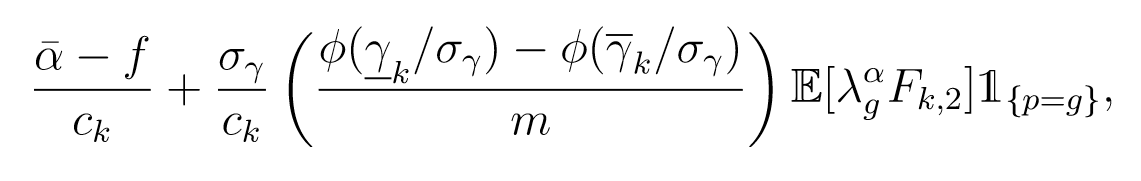 \frac{\bar{\alpha} - f}{c_k} + \frac{\sigma_\gamma}{c_k} \left( \frac{\phi(\underline{\gamma}_k/\sigma_\gamma) - \phi(\overline{\gamma}_k/\sigma_\gamma)}{m} \right) \mathbb{E}[\lambda_g^\alpha F_{k,2}] \mathbb{1}_{\{p=g\}},